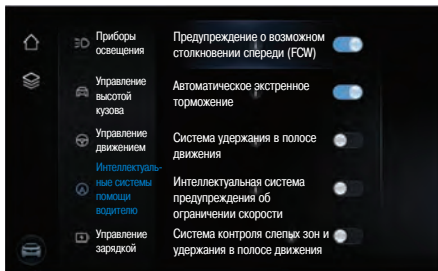 Приборы
освещения
Управление
высотой
кузова
Управление
движением
Интеллектуаль-
ные системы
помощи
водителю
Управление
зарядкой
Предупреждение о возможном
столкновении спереди (FCW)
Автоматическое экстренное
торможение
Система удержания в полосе
движения
Интеллектуальная система
предупреждения об
ограничении скорости
Система контроля слепых зон и
удержания в полосе движения